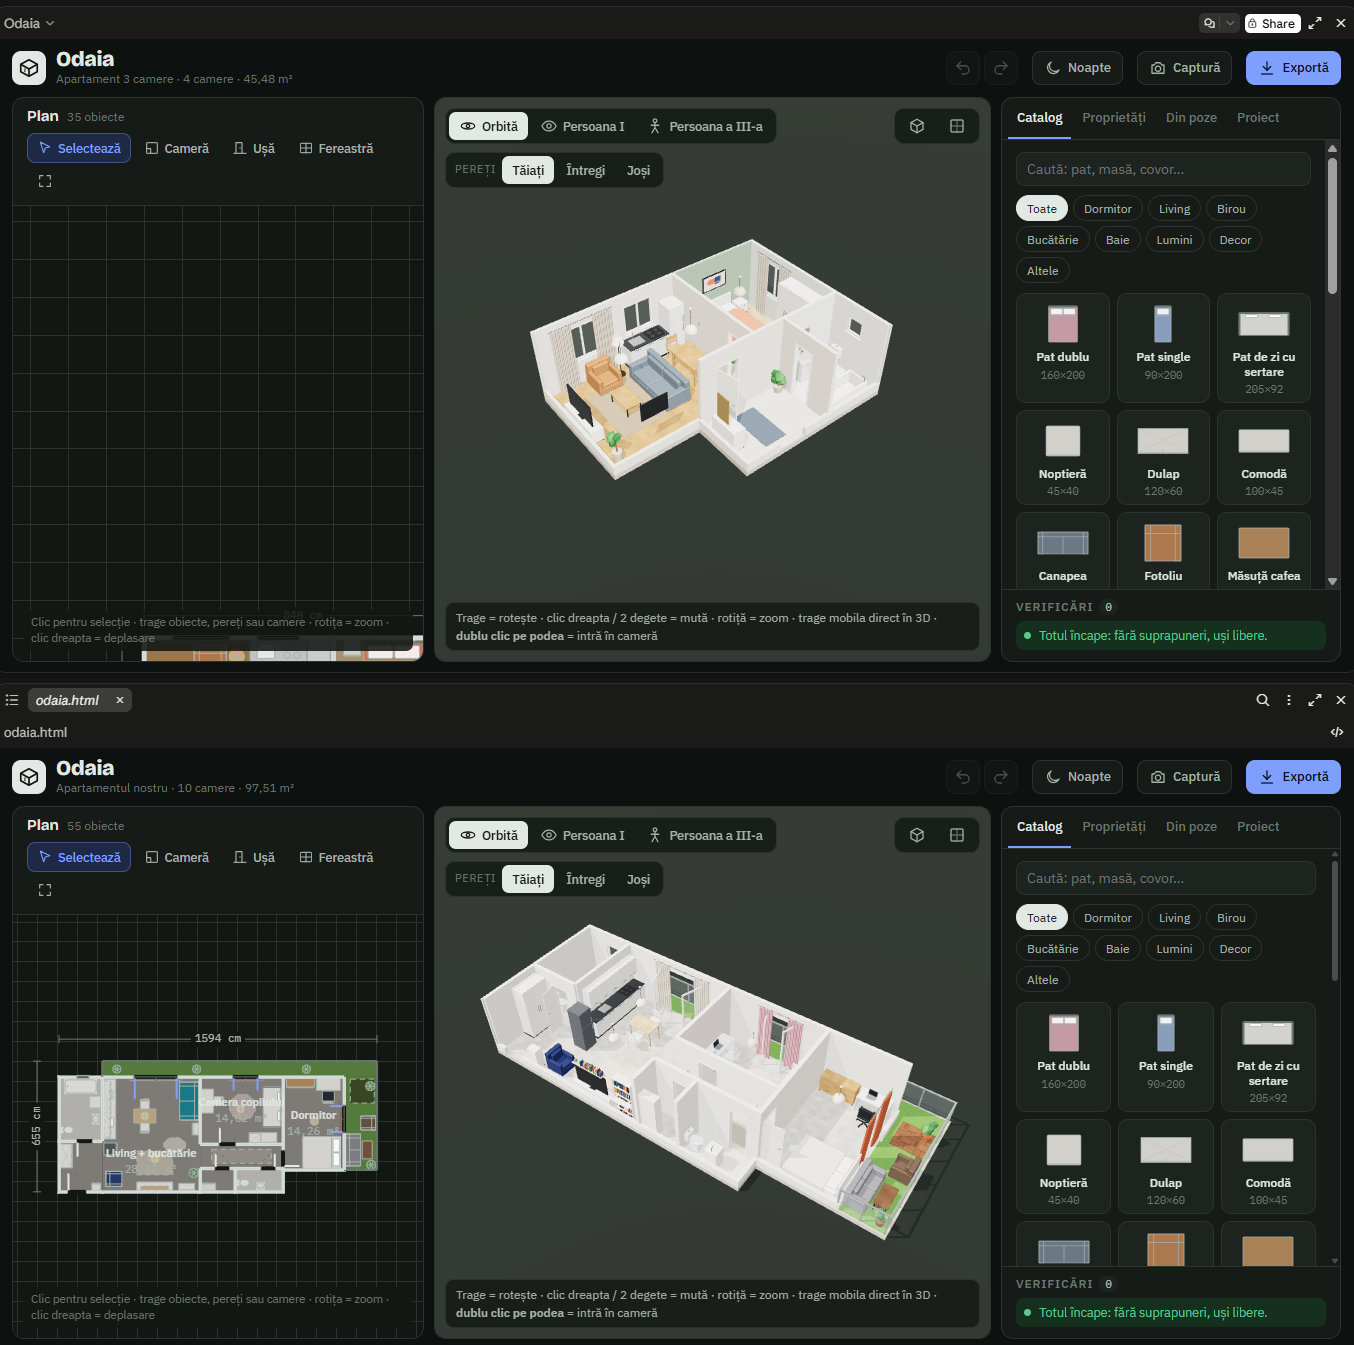 Odaia
Share
Odaia
Apartament 3 camere · 4 camere · 45,48 m²
Noapte
Captură
Exportă
Plan 35 obiecte
Selectează
Cameră
Ușă
Fereastră
840 cm
Clic pentru selecție · trage obiecte, pereți sau camere · rotița = zoom ·
clic dreapta = deplasare
Orbită
Persoana I
Persoana a III-a
PEREȚI
Tăiați
Întregi
Joși
Trage = rotește · clic dreapta / 2 degete = mută · rotiță = zoom · trage mobila direct în 3D ·
dublu clic pe podea = intră în cameră
Catalog
Proprietăți
Din poze
Proiect
Caută: pat, masă, covor...
Toate
Dormitor
Living
Birou
Bucătărie
Baie
Lumini
Decor
Altele
Pat dublu
160×200
Pat single
90×200
Pat de zi cu
sertare
205×92
Noptieră
45×40
Dulap
120×60
Comodă
100×45
Canapea
Fotoliu
Măsuță cafea
VERIFICĂRI 0
Totul încape: fără suprapuneri, uși libere.
odaia.html
odaia.html
Odaia
Apartamentul nostru · 10 camere · 97,51 m²
Noapte
Captură
Exportă
Plan 55 obiecte
Selectează
Cameră
Ușă
Fereastră
1594 cm
655 cm
Camera copilului
Dormitor
14,26 m²
Living + bucătărie
Clic pentru selecție · trage obiecte, pereți sau camere · rotița = zoom ·
clic dreapta = deplasare
Orbită
Persoana I
Persoana a III-a
PEREȚI
Tăiați
Întregi
Joși
Trage = rotește · clic dreapta / 2 degete = mută · rotiță = zoom · trage mobila direct în 3D ·
dublu clic pe podea = intră în cameră
Catalog
Proprietăți
Din poze
Proiect
Caută: pat, masă, covor...
Toate
Dormitor
Living
Birou
Bucătărie
Baie
Lumini
Decor
Altele
Pat dublu
160×200
Pat single
90×200
Pat de zi cu
sertare
205×92
Noptieră
45×40
Dulap
120×60
Comodă
100×45
VERIFICĂRI 0
Totul încape: fără suprapuneri, uși libere.